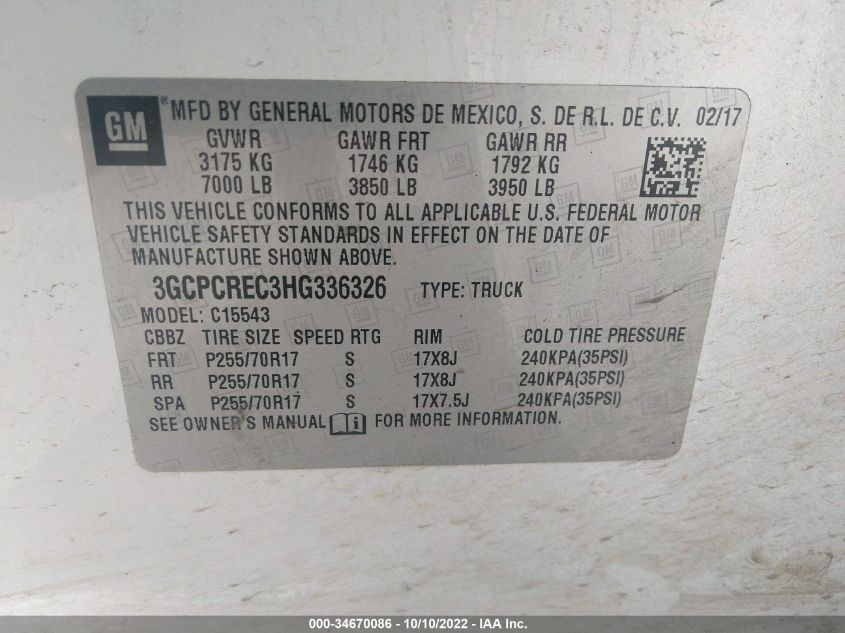 GM ® MFD BY GENERAL MOTORS DE MEXICO, S. DE R.L. DE C.V. 02/17
GVWR GAWR FRT GAWR RR
3175 KG 1746 KG 1792 KG
7000 LB 3850 LB 3950 LB
THIS VEHICLE CONFORMS TO ALL APPLICABLE U.S. FEDERAL MOTOR
VEHICLE SAFETY STANDARDS IN EFFECT ON THE DATE OF
MANUFACTURE SHOWN ABOVE.
3GCPCREC3HG336326 TYPE: TRUCK
MODEL: C15543
CBBZ TIRE SIZE SPEED RTG RIM COLD TIRE PRESSURE
FRT P255/70R17 S 17X8J 240KPA(35PSI)
RR P255/70R17 S 17X8J 240KPA(35PSI)
SPA P255/70R17 S 17X7.5J 240KPA(35PSI)
SEE OWNER'S MANUAL FOR MORE INFORMATION.
000-34670086 - 10/10/2022 - IAA Inc.